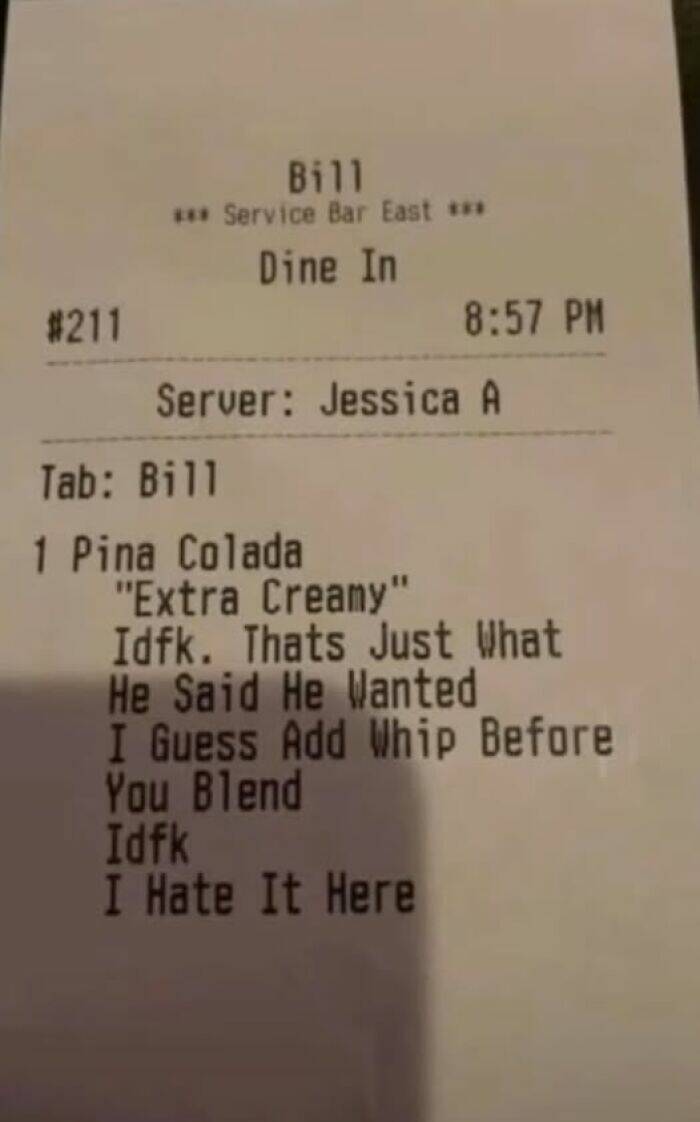 Bill
*** Service Bar East ***
Dine In
#211 8:57 PM
Server: Jessica A
Tab: Bill
1 Pina Colada
"Extra Creamy"
Idfk. Thats Just What
He Said He Wanted
I Guess Add Whip Before
You Blend
Idfk
I Hate It Here